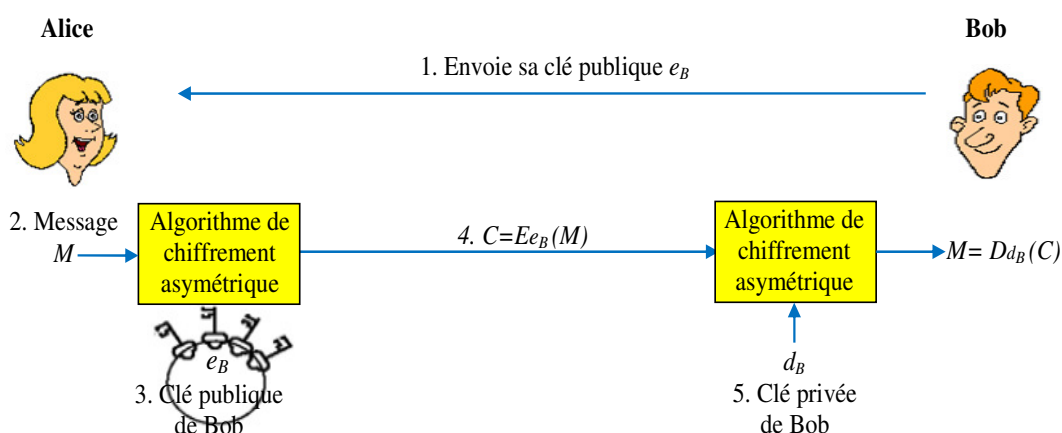 Alice
Bob
1. Envoie sa clé publique eB
2. Message
M
Algorithme de
chiffrement
asymétrique
4. C=EeB(M)
Algorithme de
chiffrement
asymétrique
M= DdB(C)
eB
3. Clé publique
de Bob
dB
5. Clé privée
de Bob